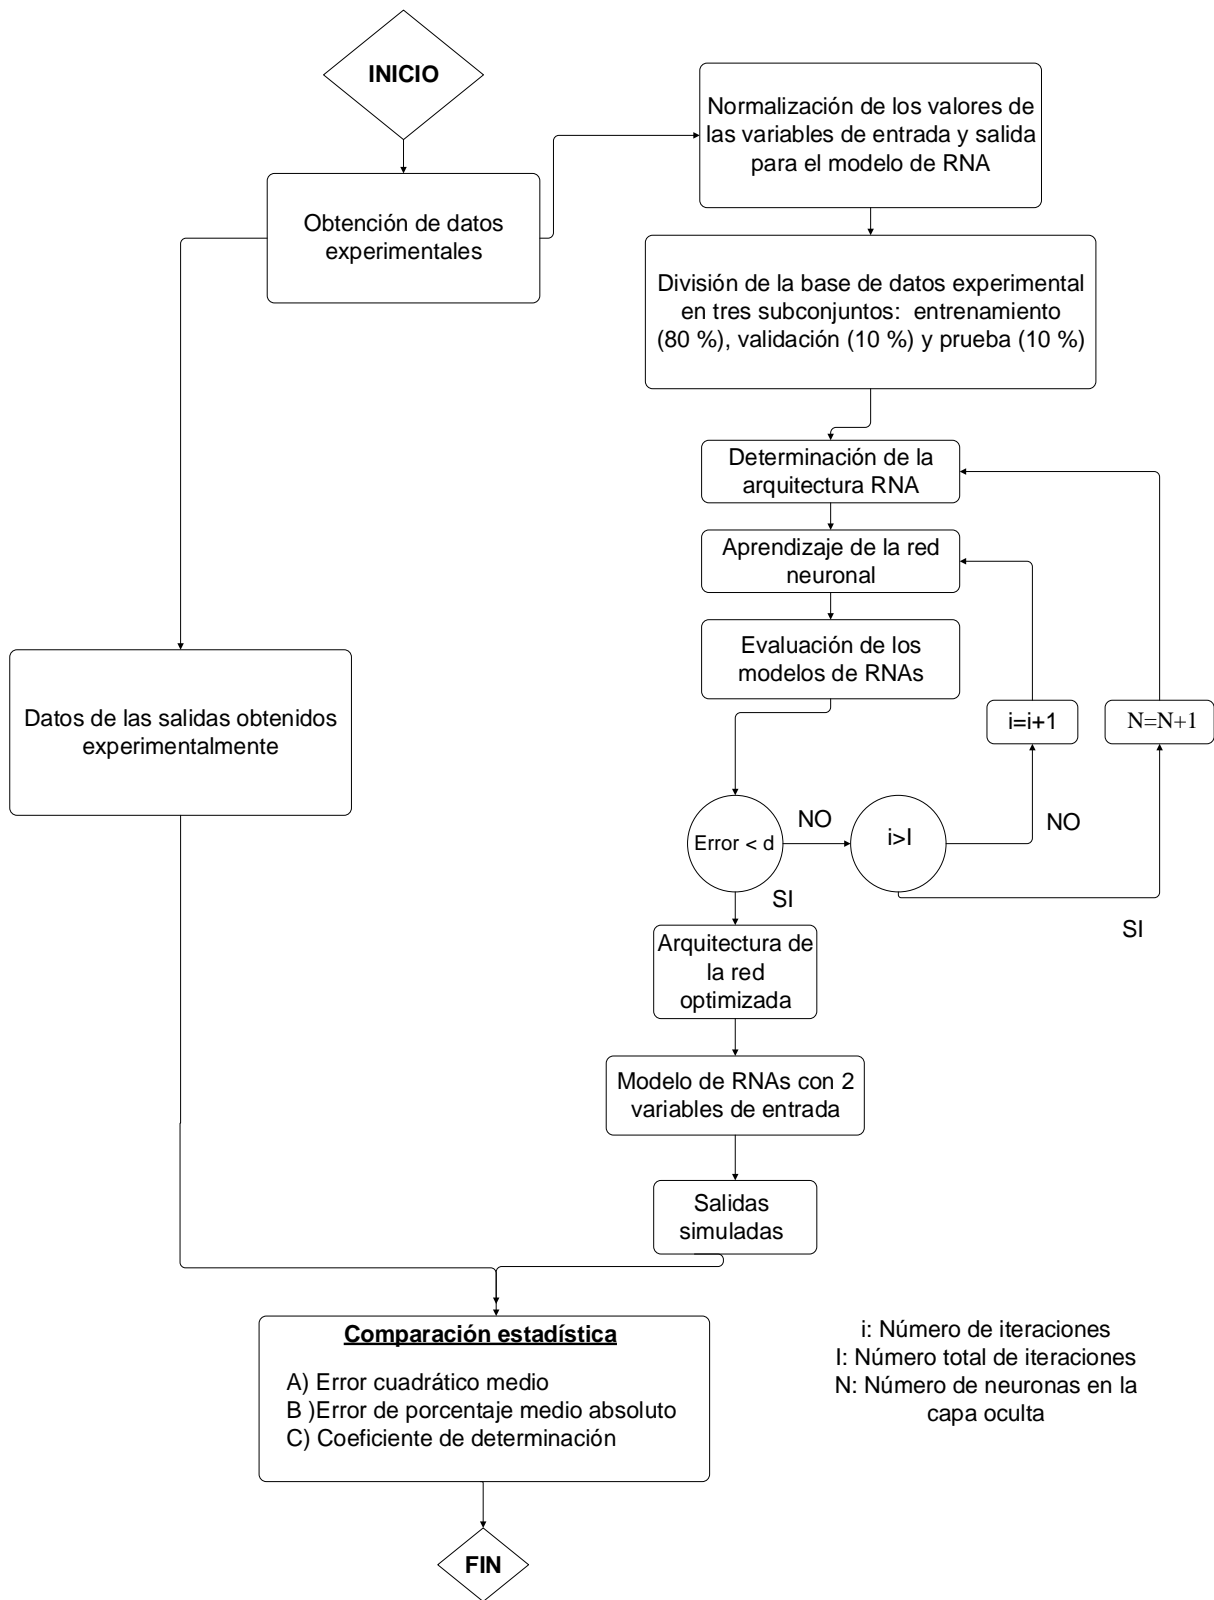 INICIO
Obtención de datos
experimentales
Normalización de los valores de
las variables de entrada y salida
para el modelo de RNA
División de la base de datos experimental
en tres subconjuntos: entrenamiento
(80 %), validación (10 %) y prueba (10 %)
Determinación de la
arquitectura RNA
Aprendizaje de la red
neuronal
Evaluación de los
modelos de RNAs
Datos de las salidas obtenidos
experimentalmente
i=i+1
N=N+1
Error < d
NO
i>I
NO
SI
SI
Arquitectura de
la red
optimizada
Modelo de RNAs con 2
variables de entrada
Salidas
simuladas
Comparación estadística
A) Error cuadrático medio
B )Error de porcentaje medio absoluto
C) Coeficiente de determinación
i: Número de iteraciones
I: Número total de iteraciones
N: Número de neuronas en la
capa oculta
FIN